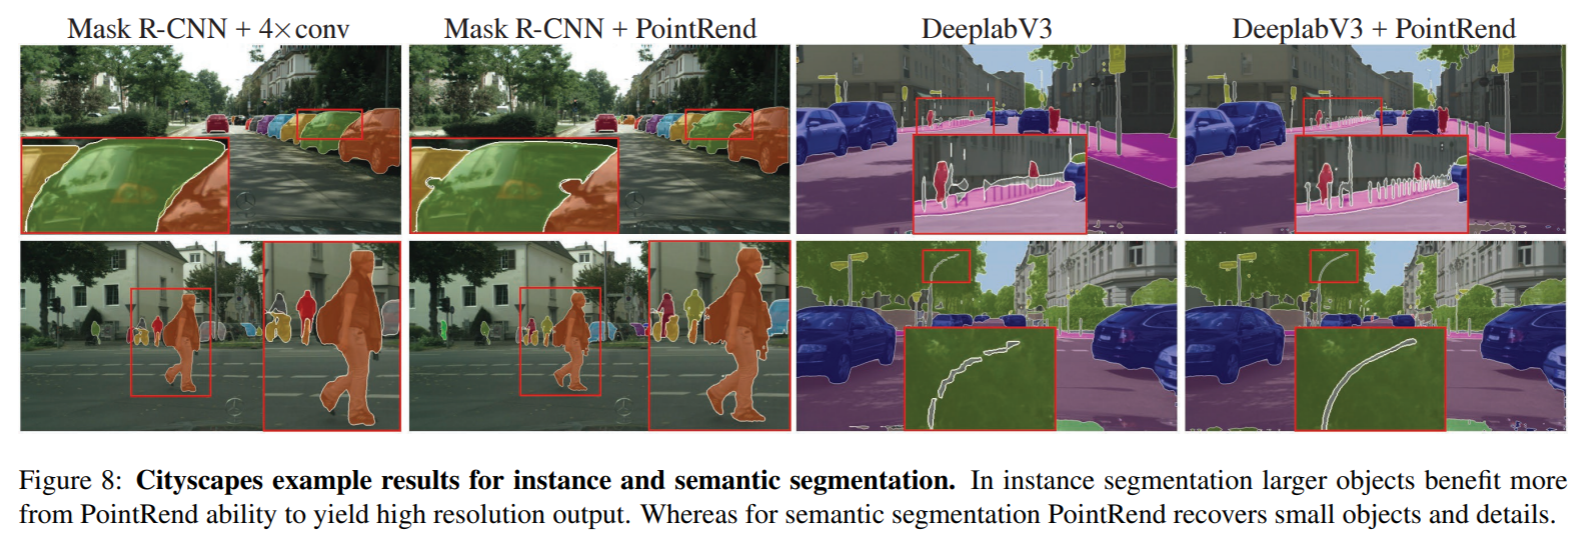 Mask R-CNN + 4×conv
Mask R-CNN + PointRend
DeeplabV3
DeeplabV3 + PointRend
Figure 8: Cityscapes example results for instance and semantic segmentation. In instance segmentation larger objects benefit more
from PointRend ability to yield high resolution output. Whereas for semantic segmentation PointRend recovers small objects and details.